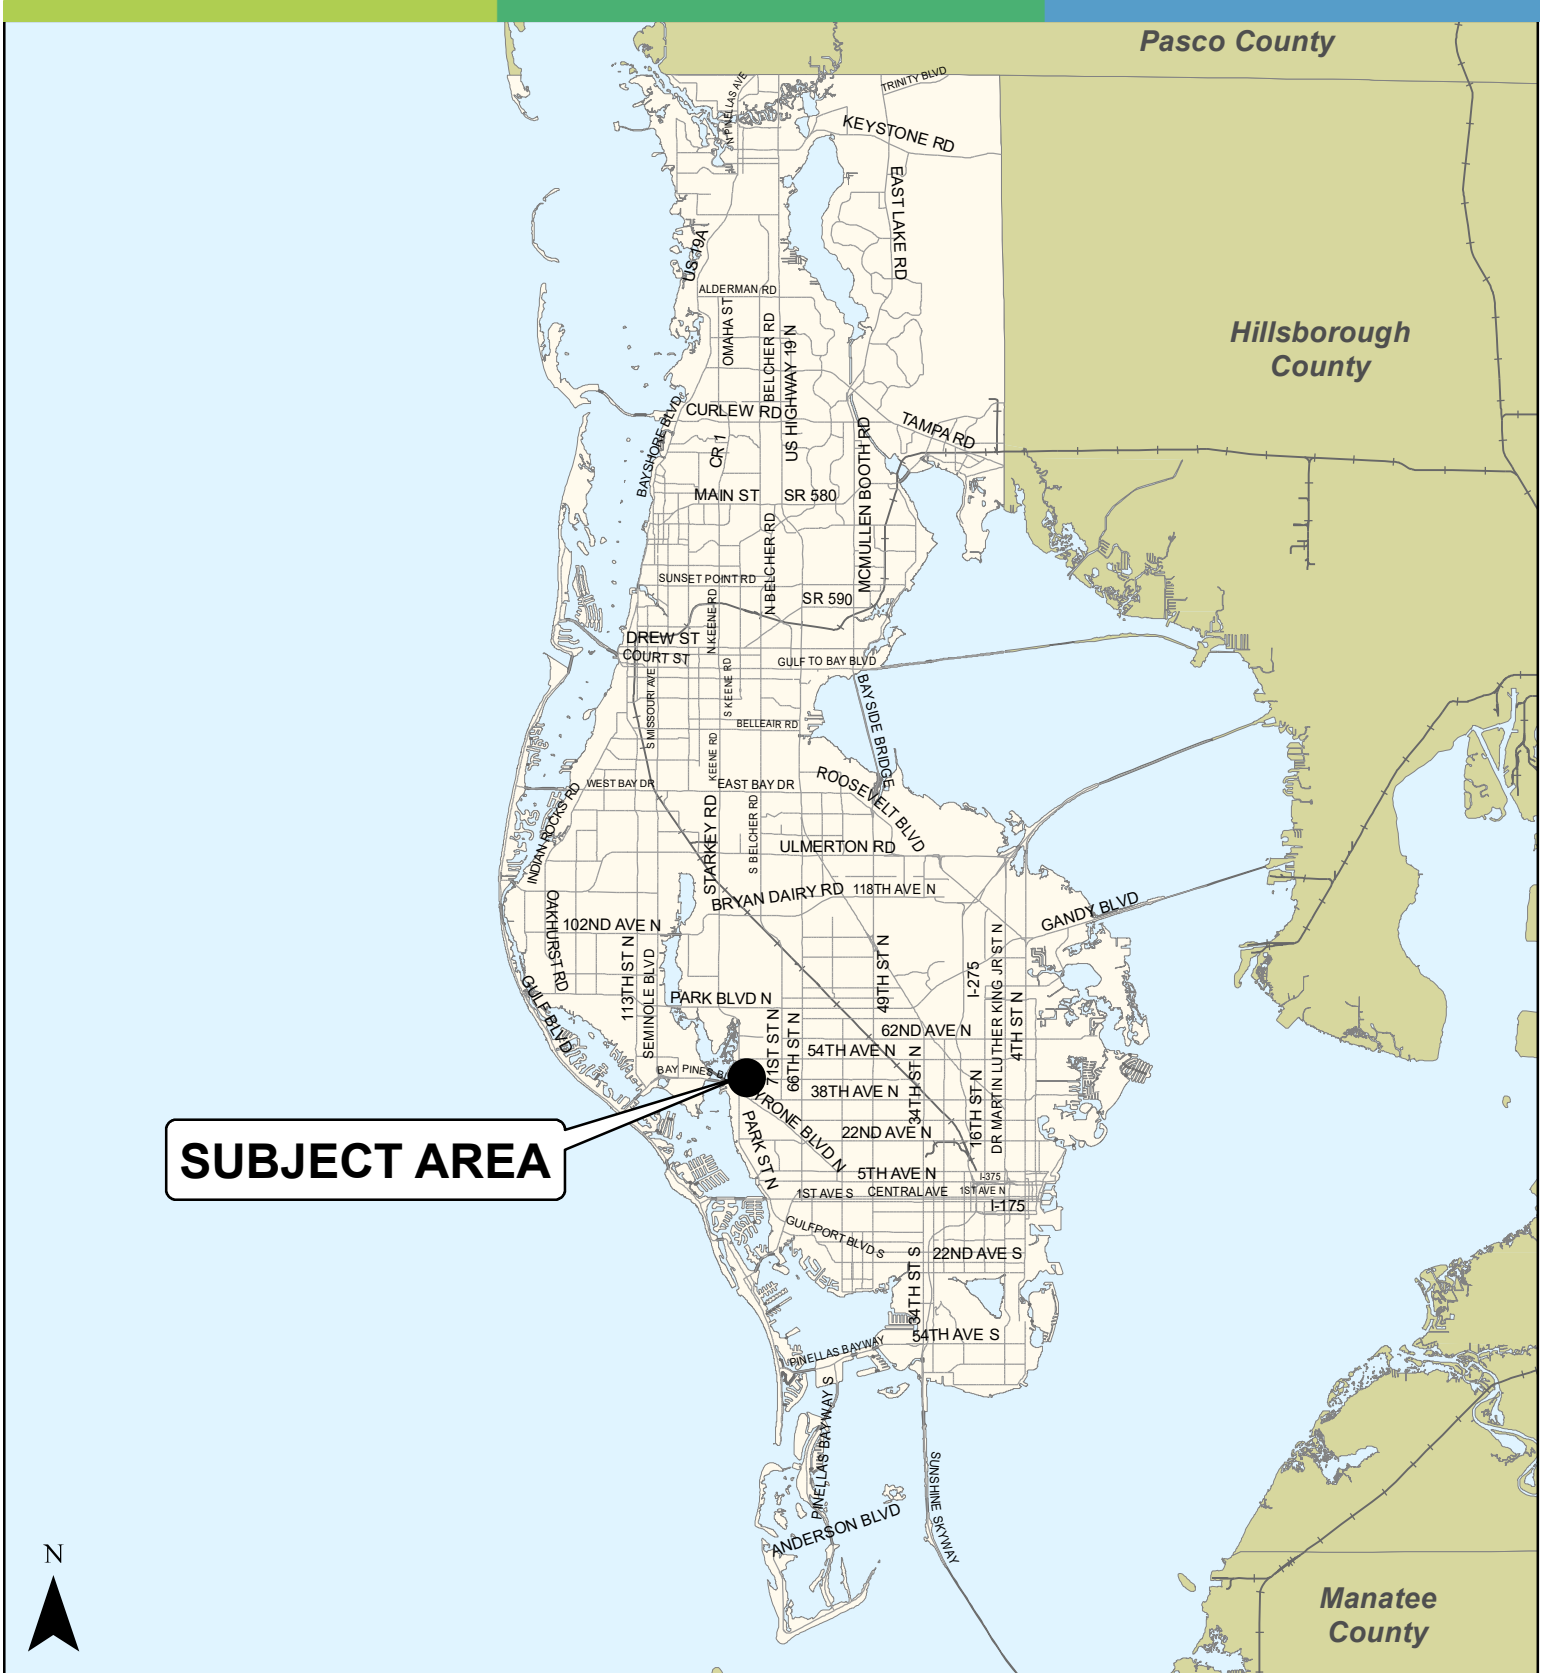 Pasco County
TRINITY BLVD
N PINELLAS AVE
KEYSTONE RD
EAST LAKE RD
US 19A
ALDERMAN RD
OMAHA ST
BELCHER RD
US HIGHWAY 19 N
Hillsborough
County
CURLEW RD
BAYSHORE BLVD
TAMPA RD
CR 1
MCMULLEN BOOTH RD
MAIN ST
SR 580
N BELCHER RD
SUNSET POINT RD
SR 590
N KEENE RD
DREW ST
COURT ST
GULF TO BAY BLVD
S MISSOURI AVE
S KEENE RD
BAYSIDE BRIDGE
BELLEAIR RD
KEENE RD
WEST BAY DR
EAST BAY DR
ROOSEVELT BLVD
INDIAN ROCKS RD
STARKEY RD
S BELCHER RD
ULMERTON RD
BRYAN DAIRY RD
118TH AVE N
OAKHURST RD
102ND AVE N
GANDY BLVD
113TH ST N
SEMINOLE BLVD
49TH ST N
I-275
DR MARTIN LUTHER KING JR ST N
4TH ST N
GULF BLVD
PARK BLVD N
71ST ST N
66TH ST N
62ND AVE N
54TH AVE N
BAY PINES B
38TH AVE N
34TH ST N
16TH ST N
YRONE BLVD N
PARK ST N
22ND AVE N
SUBJECT AREA
5TH AVE N
I-375
1ST AVE S
CENTRAL AVE
1ST AVE N
I-175
GULFPORT BLVD S
22ND AVE S
34TH ST S
54TH AVE S
PINELLAS BAYWAY
PINELLAS BAYWAY S
SUNSHINE SKYWAY
ANDERSON BLVD
N
Manatee
County